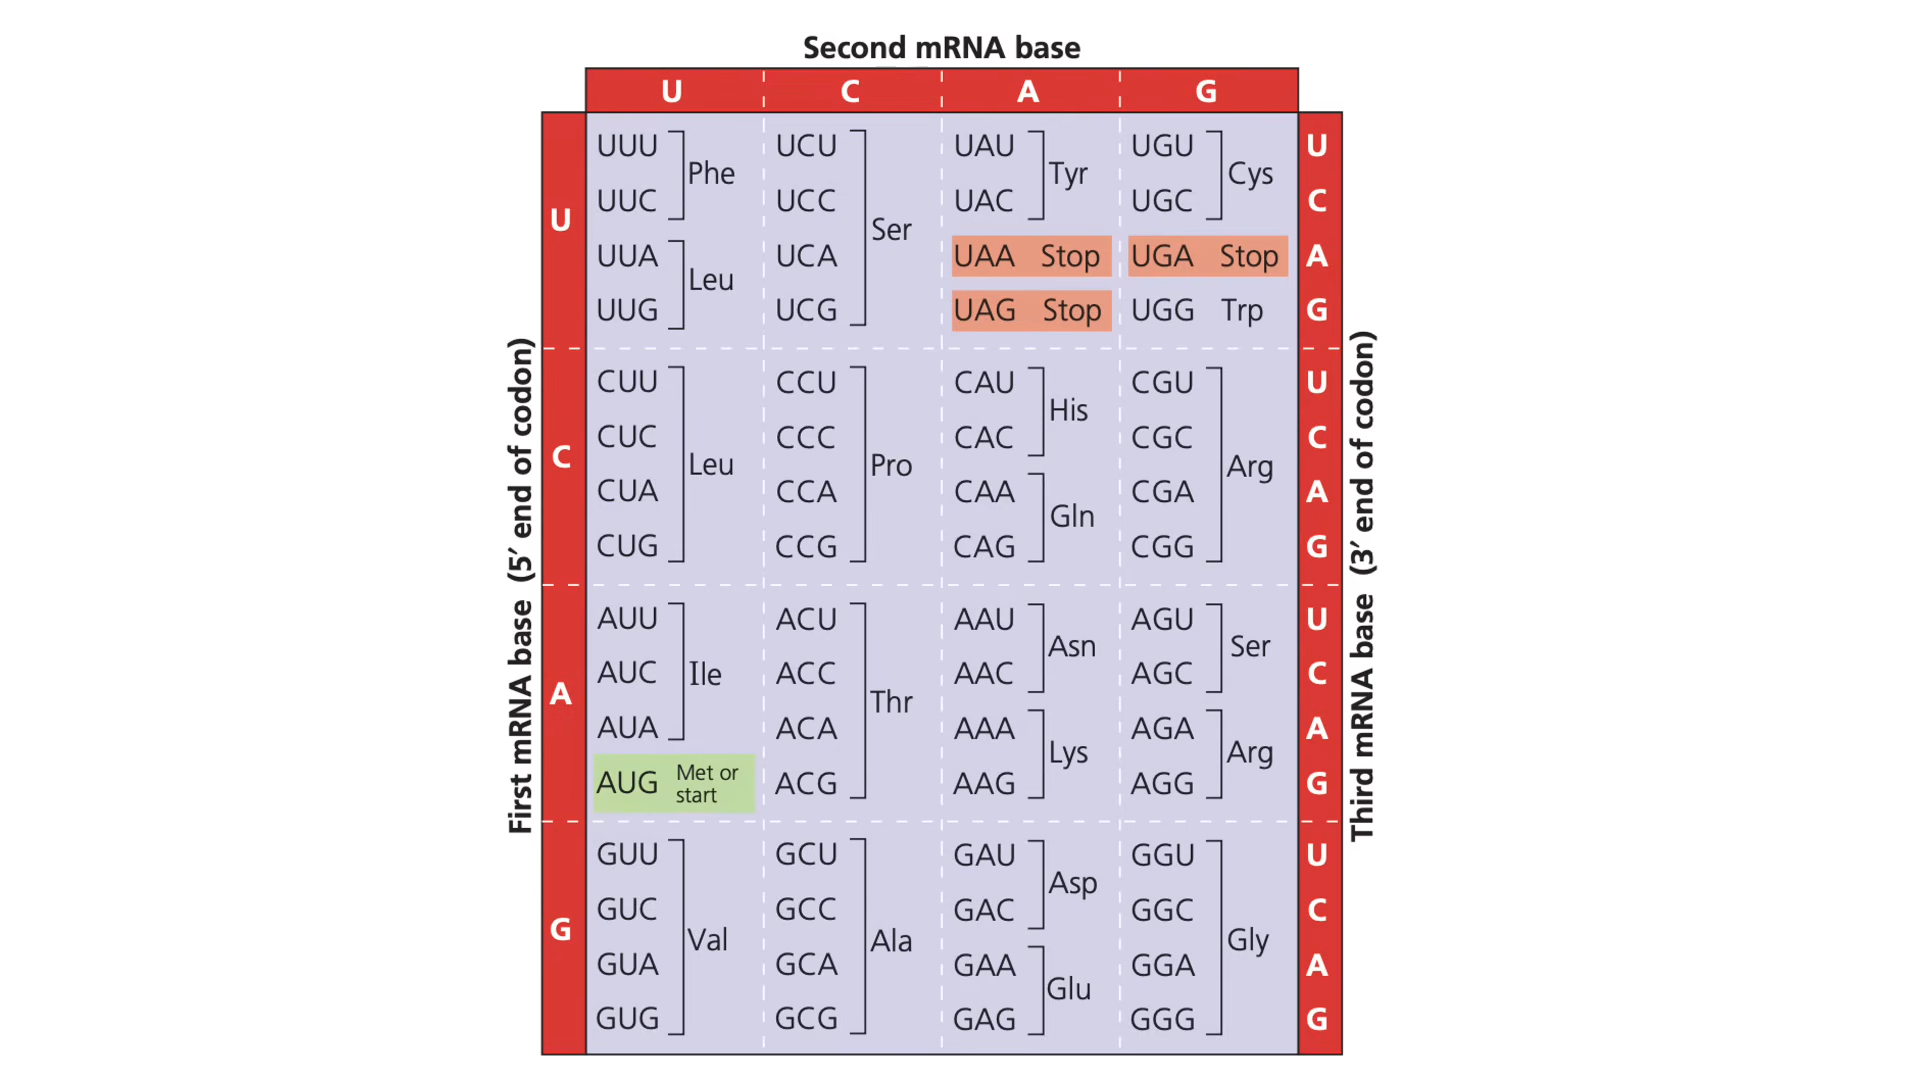 Second mRNA base
U C A G
First mRNA base (5′ end of codon)
Third mRNA base (3′ end of codon)
U
UUU
UUC
Phe
UUA
UUG
Leu
UCU
UCC
UCA
UCG
Ser
UAU
UAC
Tyr
UAA Stop
UAG Stop
UGU
UGC
Cys
UGA Stop
UGG Trp
U
C
A
G
C
CUU
CUC
CUA
CUG
Leu
CCU
CCC
CCA
CCG
Pro
CAU
CAC
His
CAA
CAG
Gln
CGU
CGC
CGA
CGG
Arg
U
C
A
G
A
AUU
AUC
AUA
Ile
AUG Met or
start
ACU
ACC
ACA
ACG
Thr
AAU
AAC
Asn
AAA
AAG
Lys
AGU
AGC
Ser
AGA
AGG
Arg
U
C
A
G
G
GUU
GUC
GUA
GUG
Val
GCU
GCC
GCA
GCG
Ala
GAU
GAC
Asp
GAA
GAG
Glu
GGU
GGC
GGA
GGG
Gly
U
C
A
G